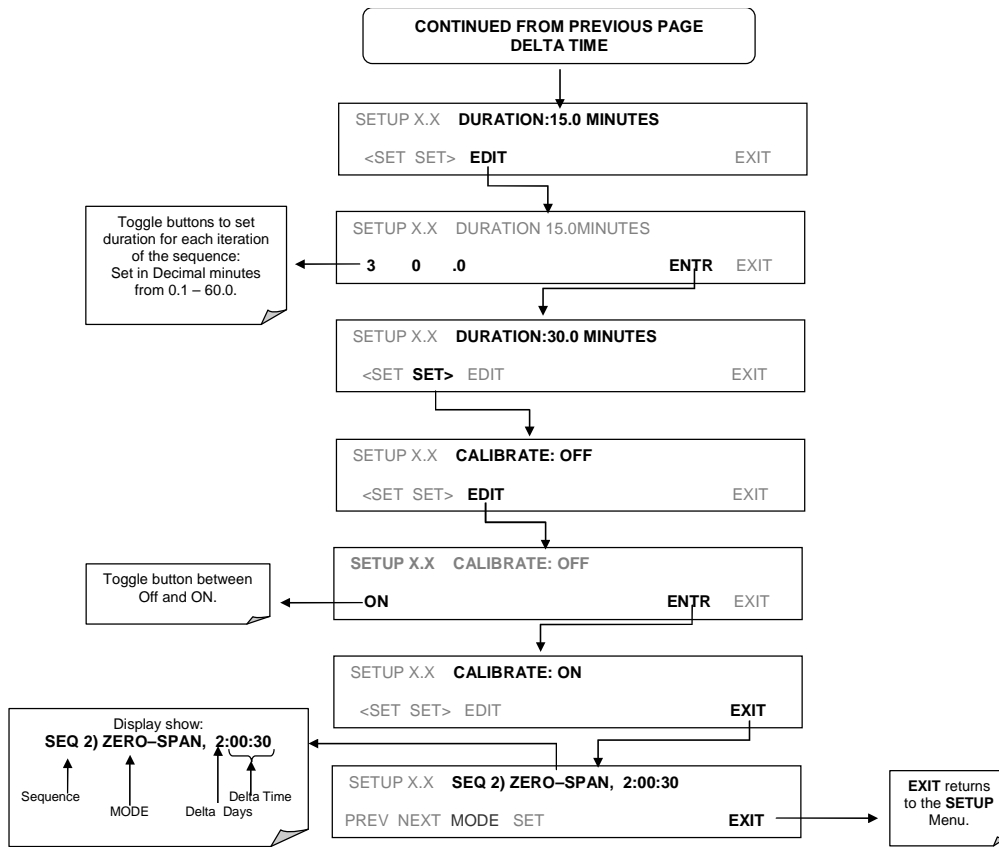 CONTINUED FROM PREVIOUS PAGE
DELTA TIME
SETUP X.X DURATION:15.0 MINUTES
<SET SET> EDIT EXIT
Toggle buttons to set
duration for each iteration
of the sequence:
Set in Decimal minutes
from 0.1 – 60.0.
SETUP X.X DURATION 15.0MINUTES
3 0 .0 ENTR EXIT
SETUP X.X DURATION:30.0 MINUTES
<SET SET> EDIT EXIT
SETUP X.X CALIBRATE: OFF
<SET SET> EDIT EXIT
Toggle button between
Off and ON.
SETUP X.X CALIBRATE: OFF
ON ENTR EXIT
SETUP X.X CALIBRATE: ON
<SET SET> EDIT EXIT
Display show:
SEQ 2) ZERO–SPAN, 2:00:30
Sequence
MODE
Delta Days
Delta Time
SETUP X.X SEQ 2) ZERO–SPAN, 2:00:30
PREV NEXT MODE SET EXIT
EXIT returns
to the SETUP
Menu.